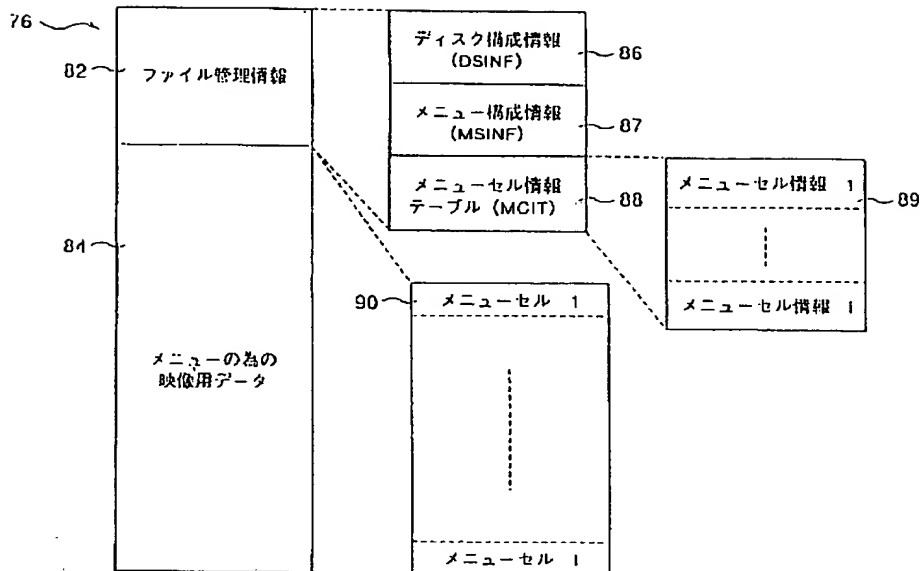 76
82
ファイル管理情報
84
メニューの為の
映像用データ
ディスク構成情報
(DSINF)
86
メニュー構成情報
(MSINF)
87
メニューセル情報
テーブル (MCIT)
88
メニューセル情報 1
89
メニューセル情報 I
90
メニューセル 1
メニューセル I